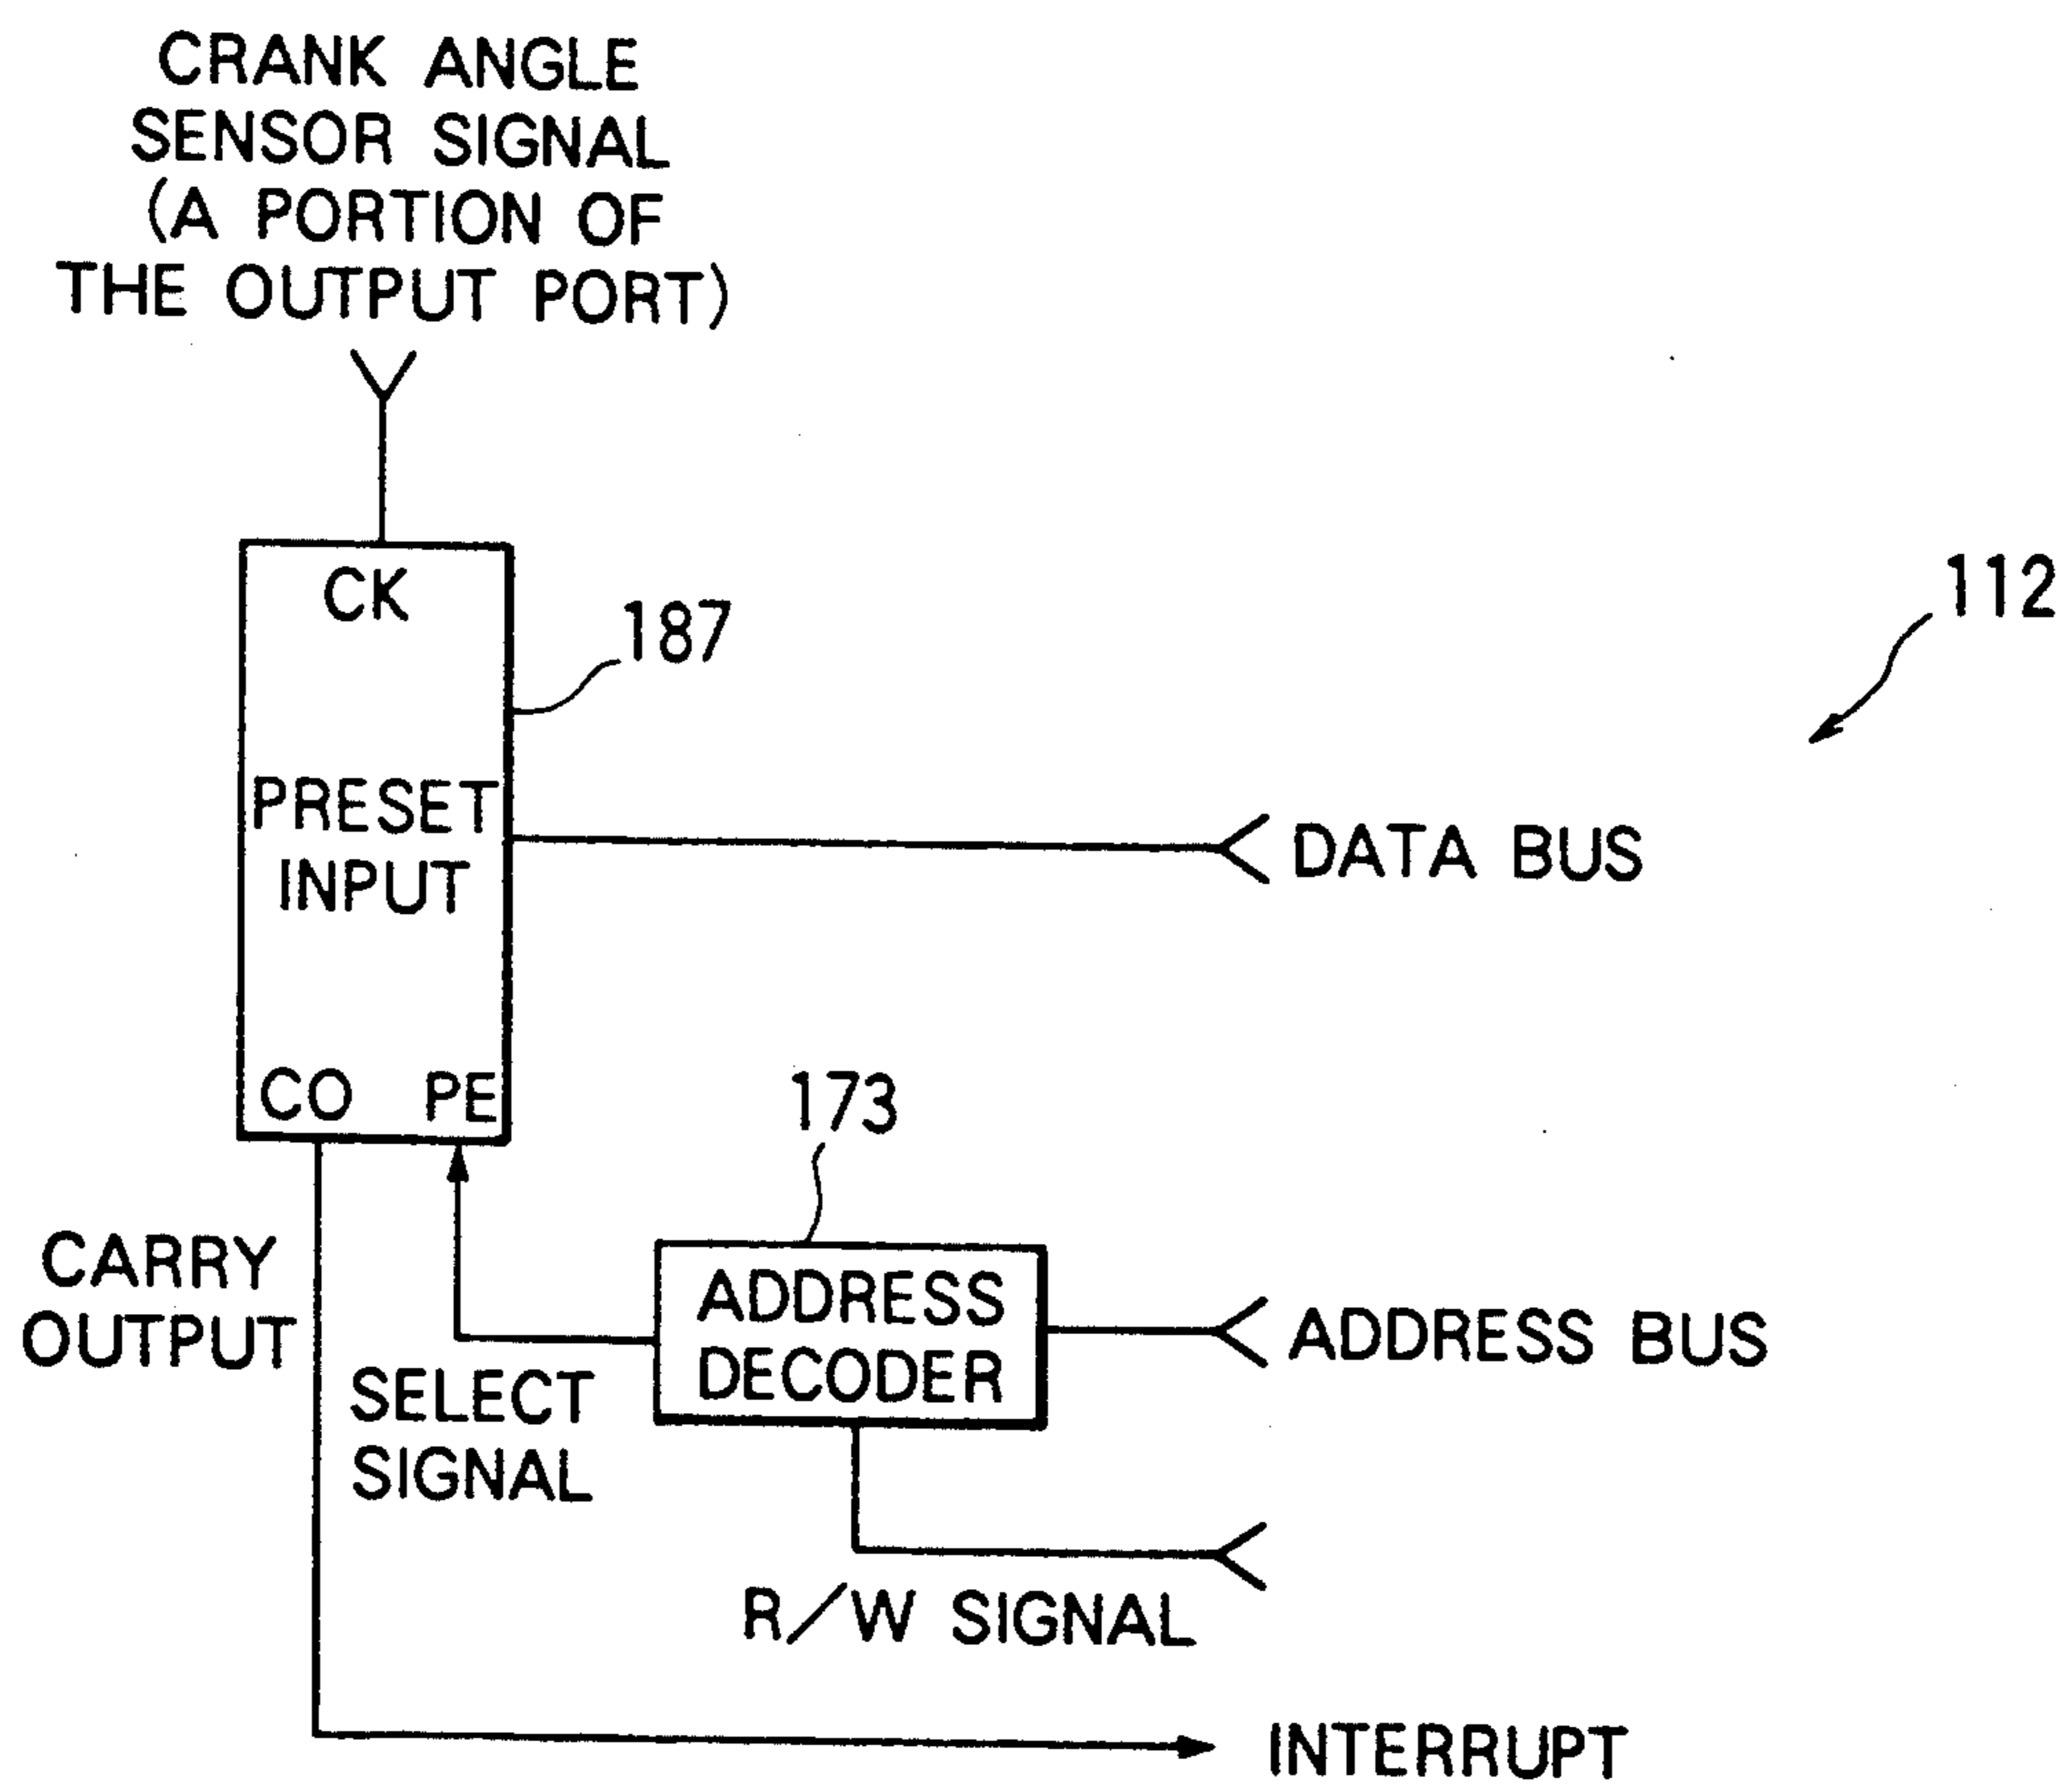 CRANK ANGLE
SENSOR SIGNAL
(A PORTION OF
THE OUTPUT PORT)
CK
187
112
PRESET
INPUT
DATA BUS
CO PE
173
CARRY
OUTPUT
ADDRESS
DECODER
ADDRESS BUS
SELECT
SIGNAL
R/W SIGNAL
INTERRUPT